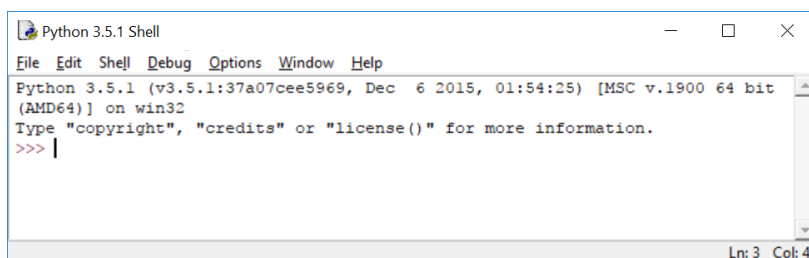 Python 3.5.1 Shell
File Edit Shell Debug Options Window Help
Python 3.5.1 (v3.5.1:37a07cee5969, Dec  6 2015, 01:54:25) [MSC v.1900 64 bit
(AMD64)] on win32
Type "copyright", "credits" or "license()" for more information.
>>>
Ln: 3 Col: 4